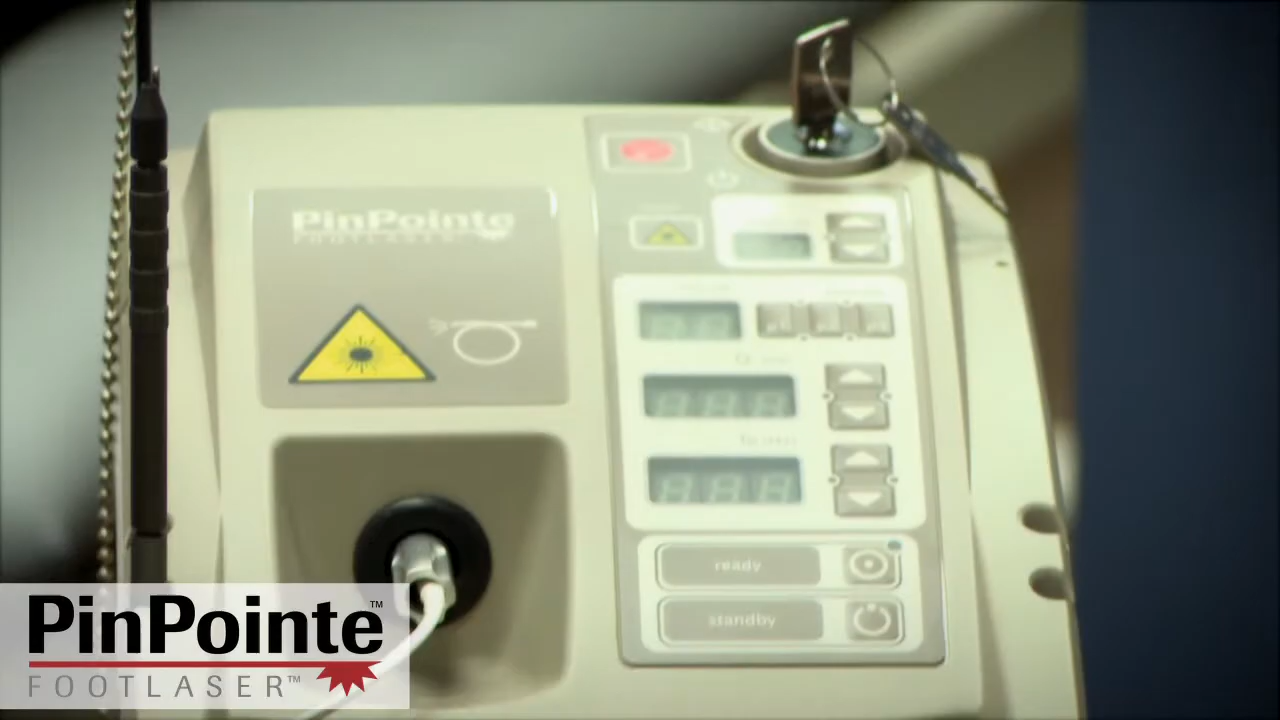 PinPointe
FOOTLASER
ready
standby
PinPointe™
FOOTLASER™